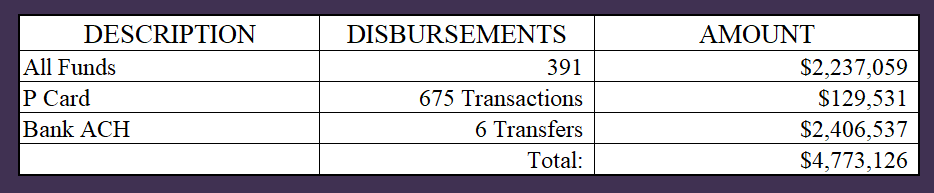 DESCRIPTION DISBURSEMENTS AMOUNT
All Funds 391 $2,237,059
P Card 675 Transactions $129,531
Bank ACH 6 Transfers $2,406,537
Total: $4,773,126